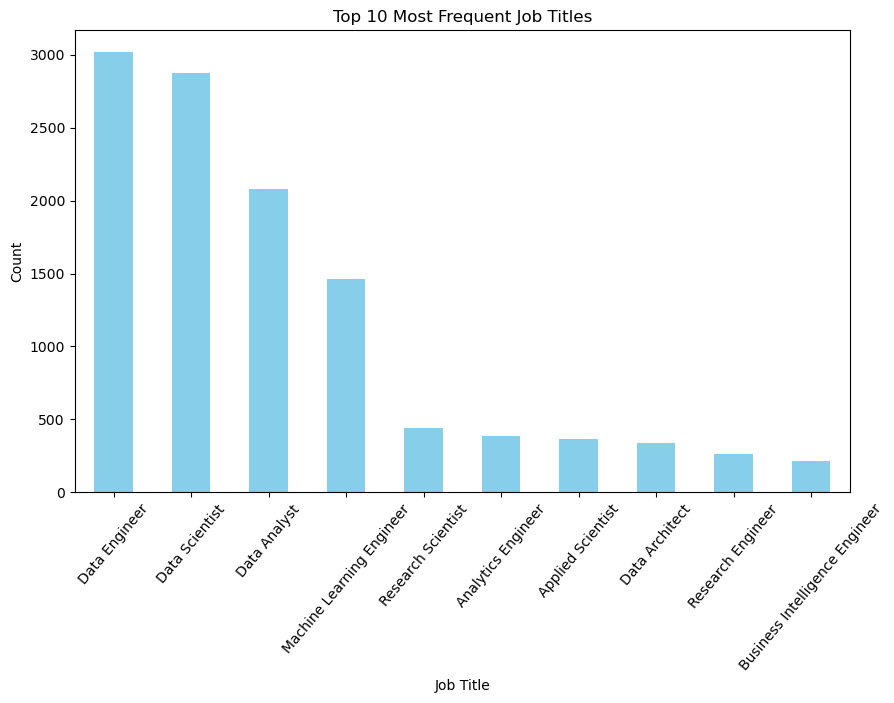 Top 10 Most Frequent Job Titles
3000
2500
2000
1500
1000
500
0
Count
Data Engineer
Data Scientist
Data Analyst
Machine Learning Engineer
Research Scientist
Analytics Engineer
Applied Scientist
Data Architect
Research Engineer
Business Intelligence Engineer
Job Title